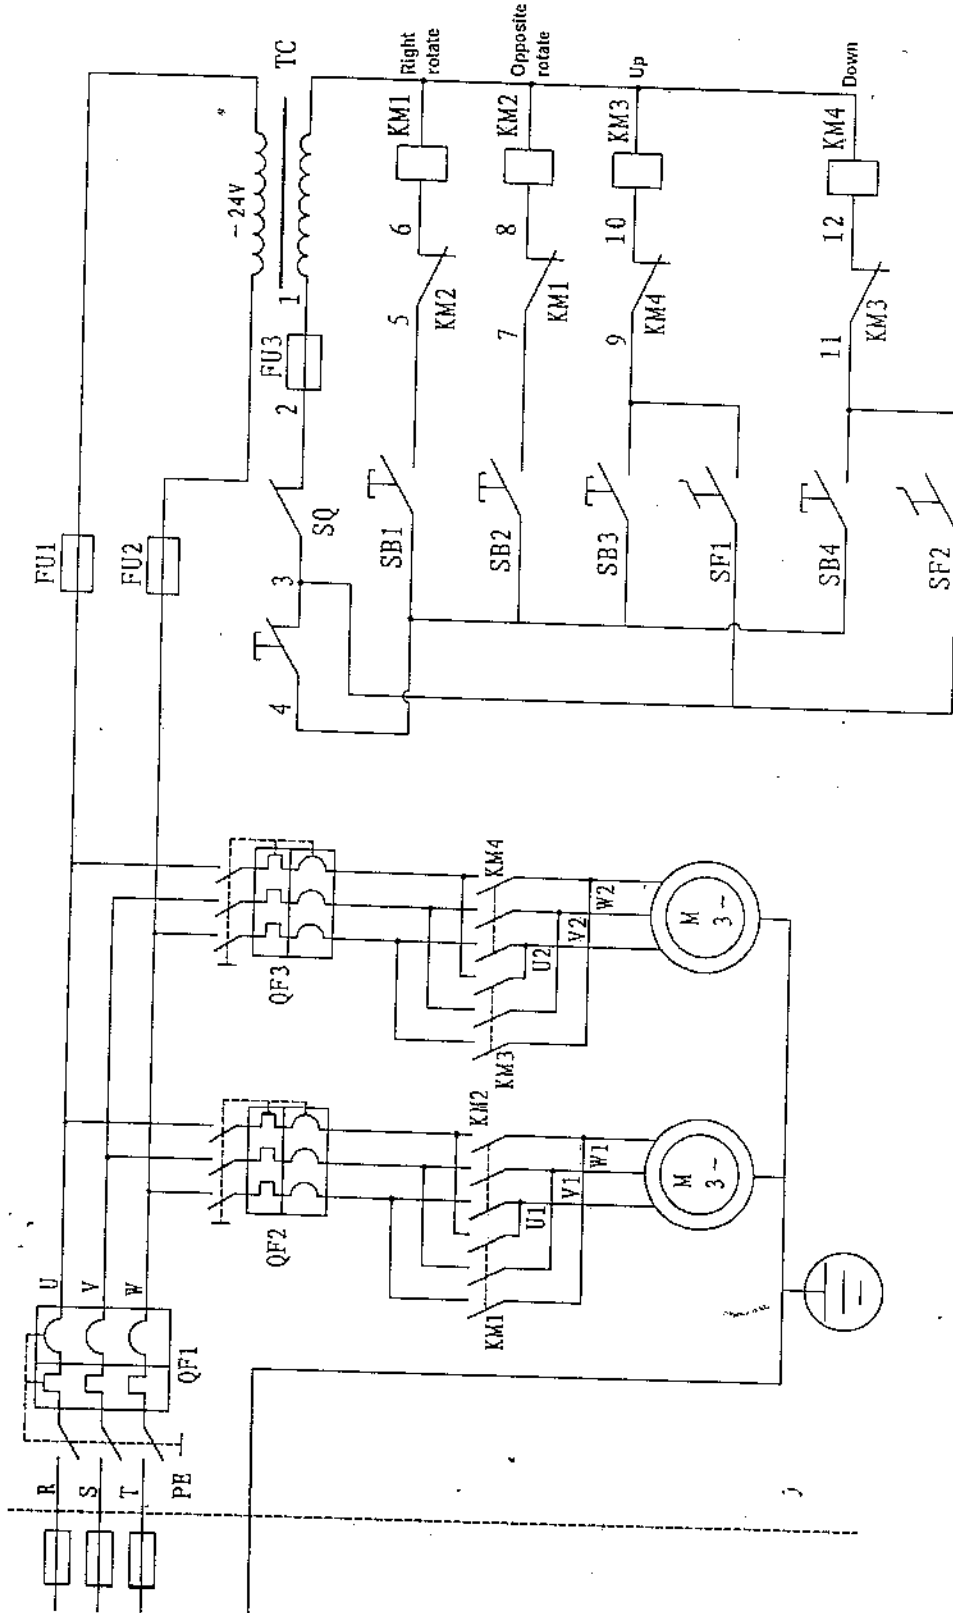 R
S
T
PE
QF1
U
V
W
FU1
FU2
~24V
TC
1
FU3
2
SQ
3
4
QF2
KM1
KM2
U1
V1
W1
M
3~
QF3
KM3
KM4
U2
V2
W2
M
3~
SB1
5
KM2
6
KM1
Right
rotate
SB2
7
KM1
8
KM2
Opposite
rotate
SB3
SF1
9
KM4
10
KM3
Up
SB4
SF2
11
KM3
12
KM4
Down